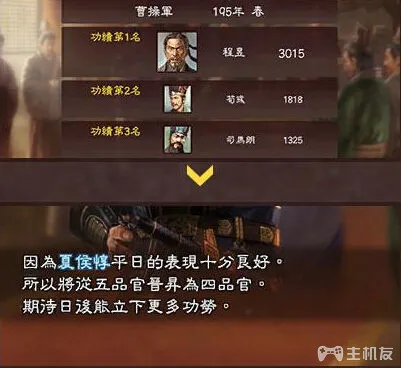 曹操軍 195年 春
功績第1名 程昱 3015
功績第2名 荀彧 1818
功績第3名 司馬朗 1325
因為夏侯惇平日的表現十分良好。
所以將從五品官晉昇為四品官。
期待日後能立下更多功勞。
主机友